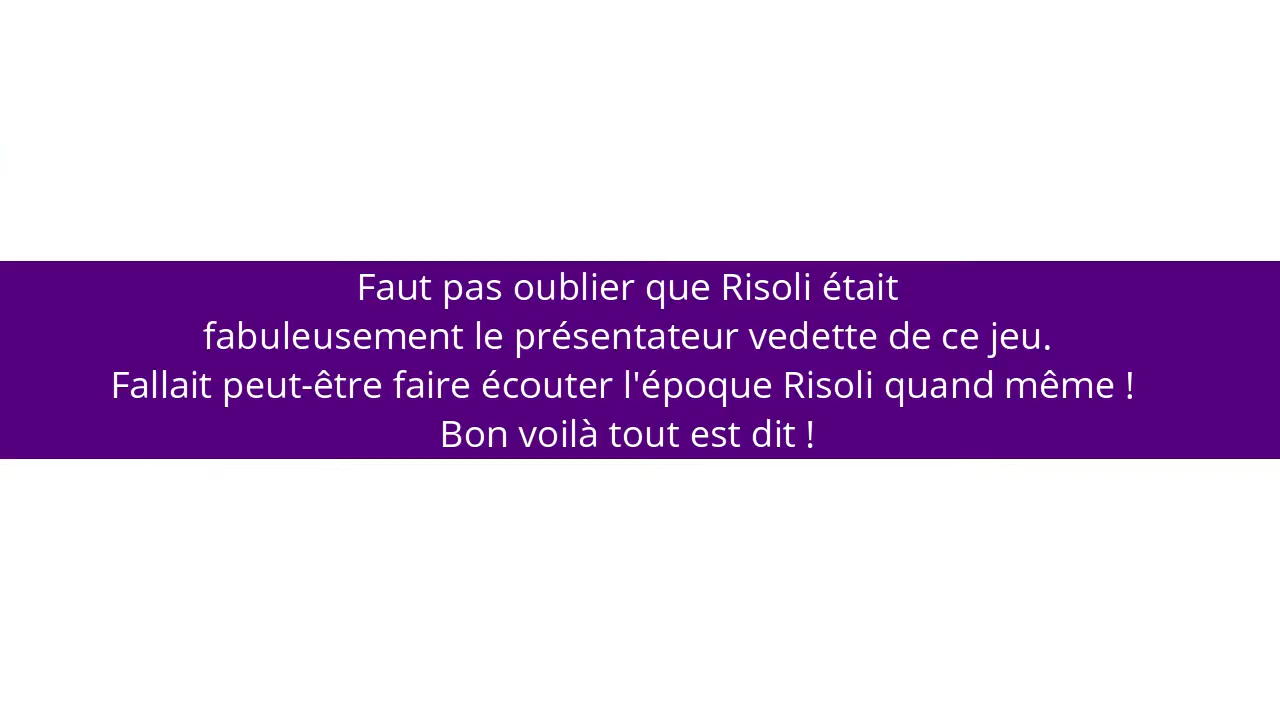 Faut pas oublier que Risoli était
fabuleusement le présentateur vedette de ce jeu.
Fallait peut-être faire écouter l'époque Risoli quand même !
Bon voilà tout est dit !